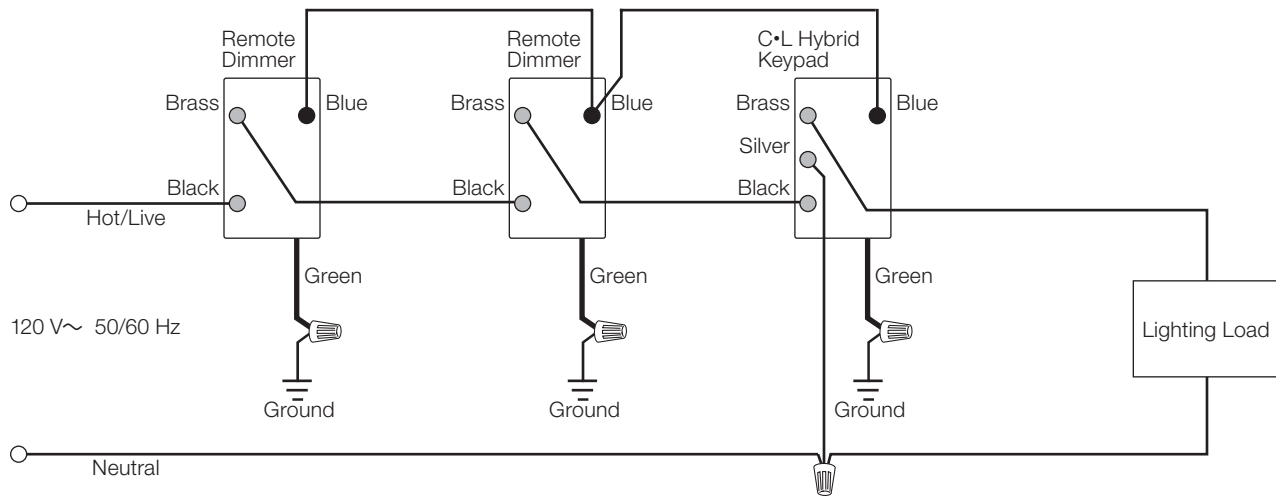 Remote
Dimmer
Remote
Dimmer
C•L Hybrid
Keypad
Brass
Blue
Brass
Blue
Brass
Blue
Silver
Black
Black
Black
Hot/Live
Green
Green
Green
120 V～ 50/60 Hz
Lighting Load
Ground
Ground
Ground
Neutral